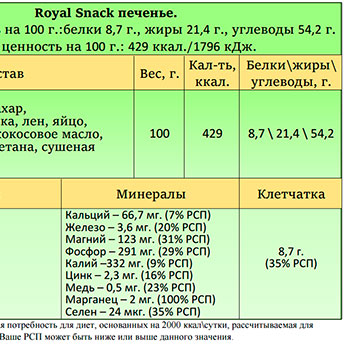 Royal Snack печенье.
на 100 г.:белки 8,7 г., жиры 21,4 г., углеводы 54,2 г.
ценность на 100 г.: 429 ккал./1796 кДж.
став Вес, г. Кал-ть, ккал. Белки\жиры\ углеводы, г.
хар,
ка, лен, яйцо,
кокосовое масло,
етана, сушеная
100 429 8,7 \ 21,4 \ 54,2
Минералы Клетчатка
Кальций – 66,7 мг. (7% РСП)
Железо – 3,6 мг. (20% РСП)
Магний – 123 мг. (31% РСП)
Фосфор – 291 мг. (29% РСП)
Калий –332 мг. (9% РСП)
Цинк – 2,3 мг. (16% РСП)
Медь – 0,5 мг. (23% РСП)
Марганец – 2 мг. (100% РСП)
Селен – 24 мкг. (35% РСП)
8,7 г.
(35% РСП)
я потребность для диет, основанных на 2000 ккал\сутки, рассчитываемая для
Ваше РСП может быть ниже или выше данного значения.